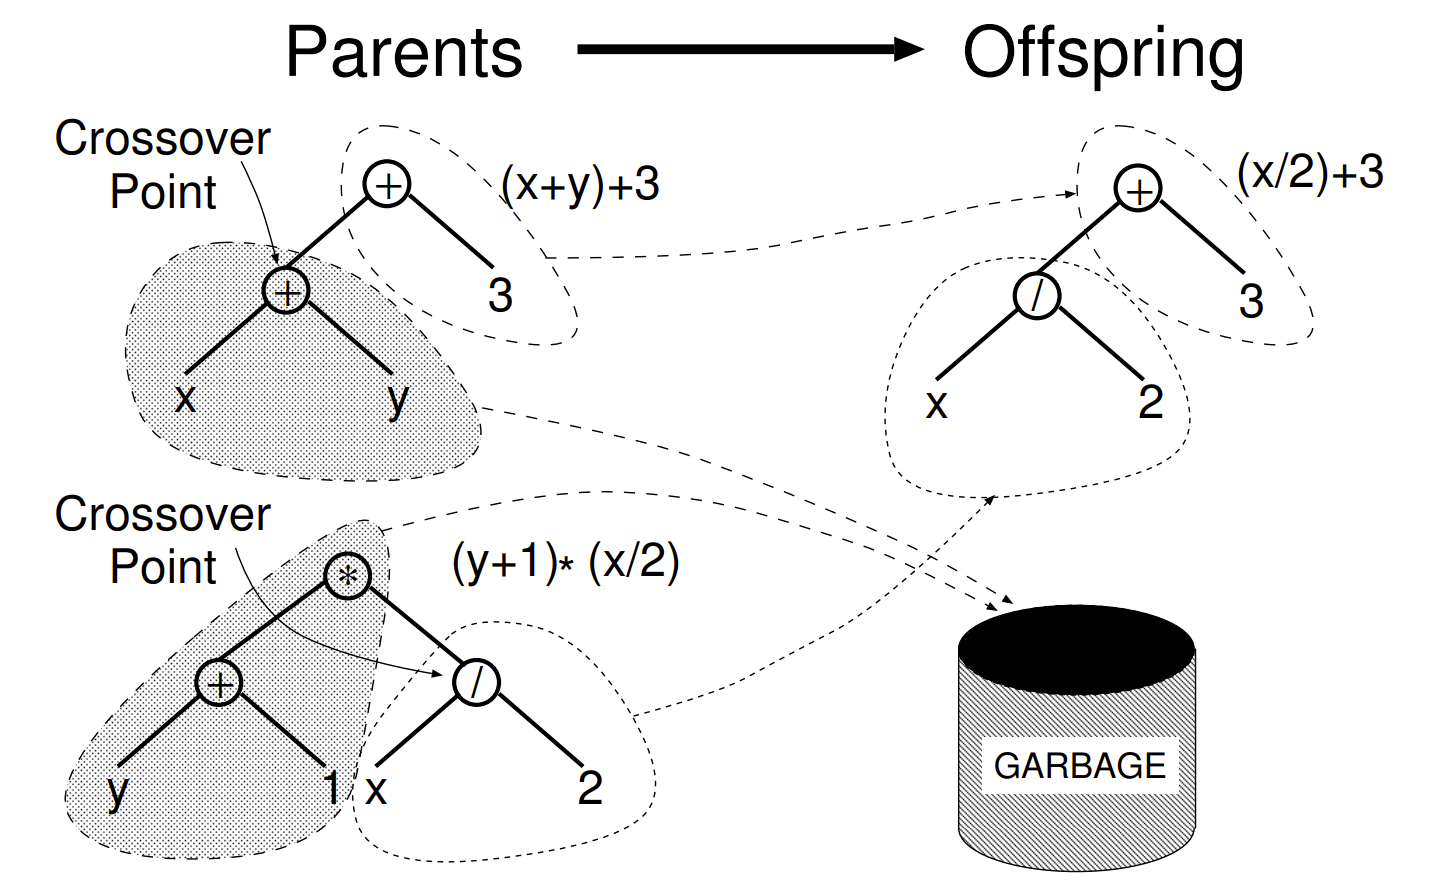 Parents
Offspring
Crossover
Point
(x+y)+3
+
+
3
x
y
(x/2)+3
+
/
3
x
2
Crossover
Point
(y+1)* (x/2)
*
+
/
y
1
x
2
GARBAGE